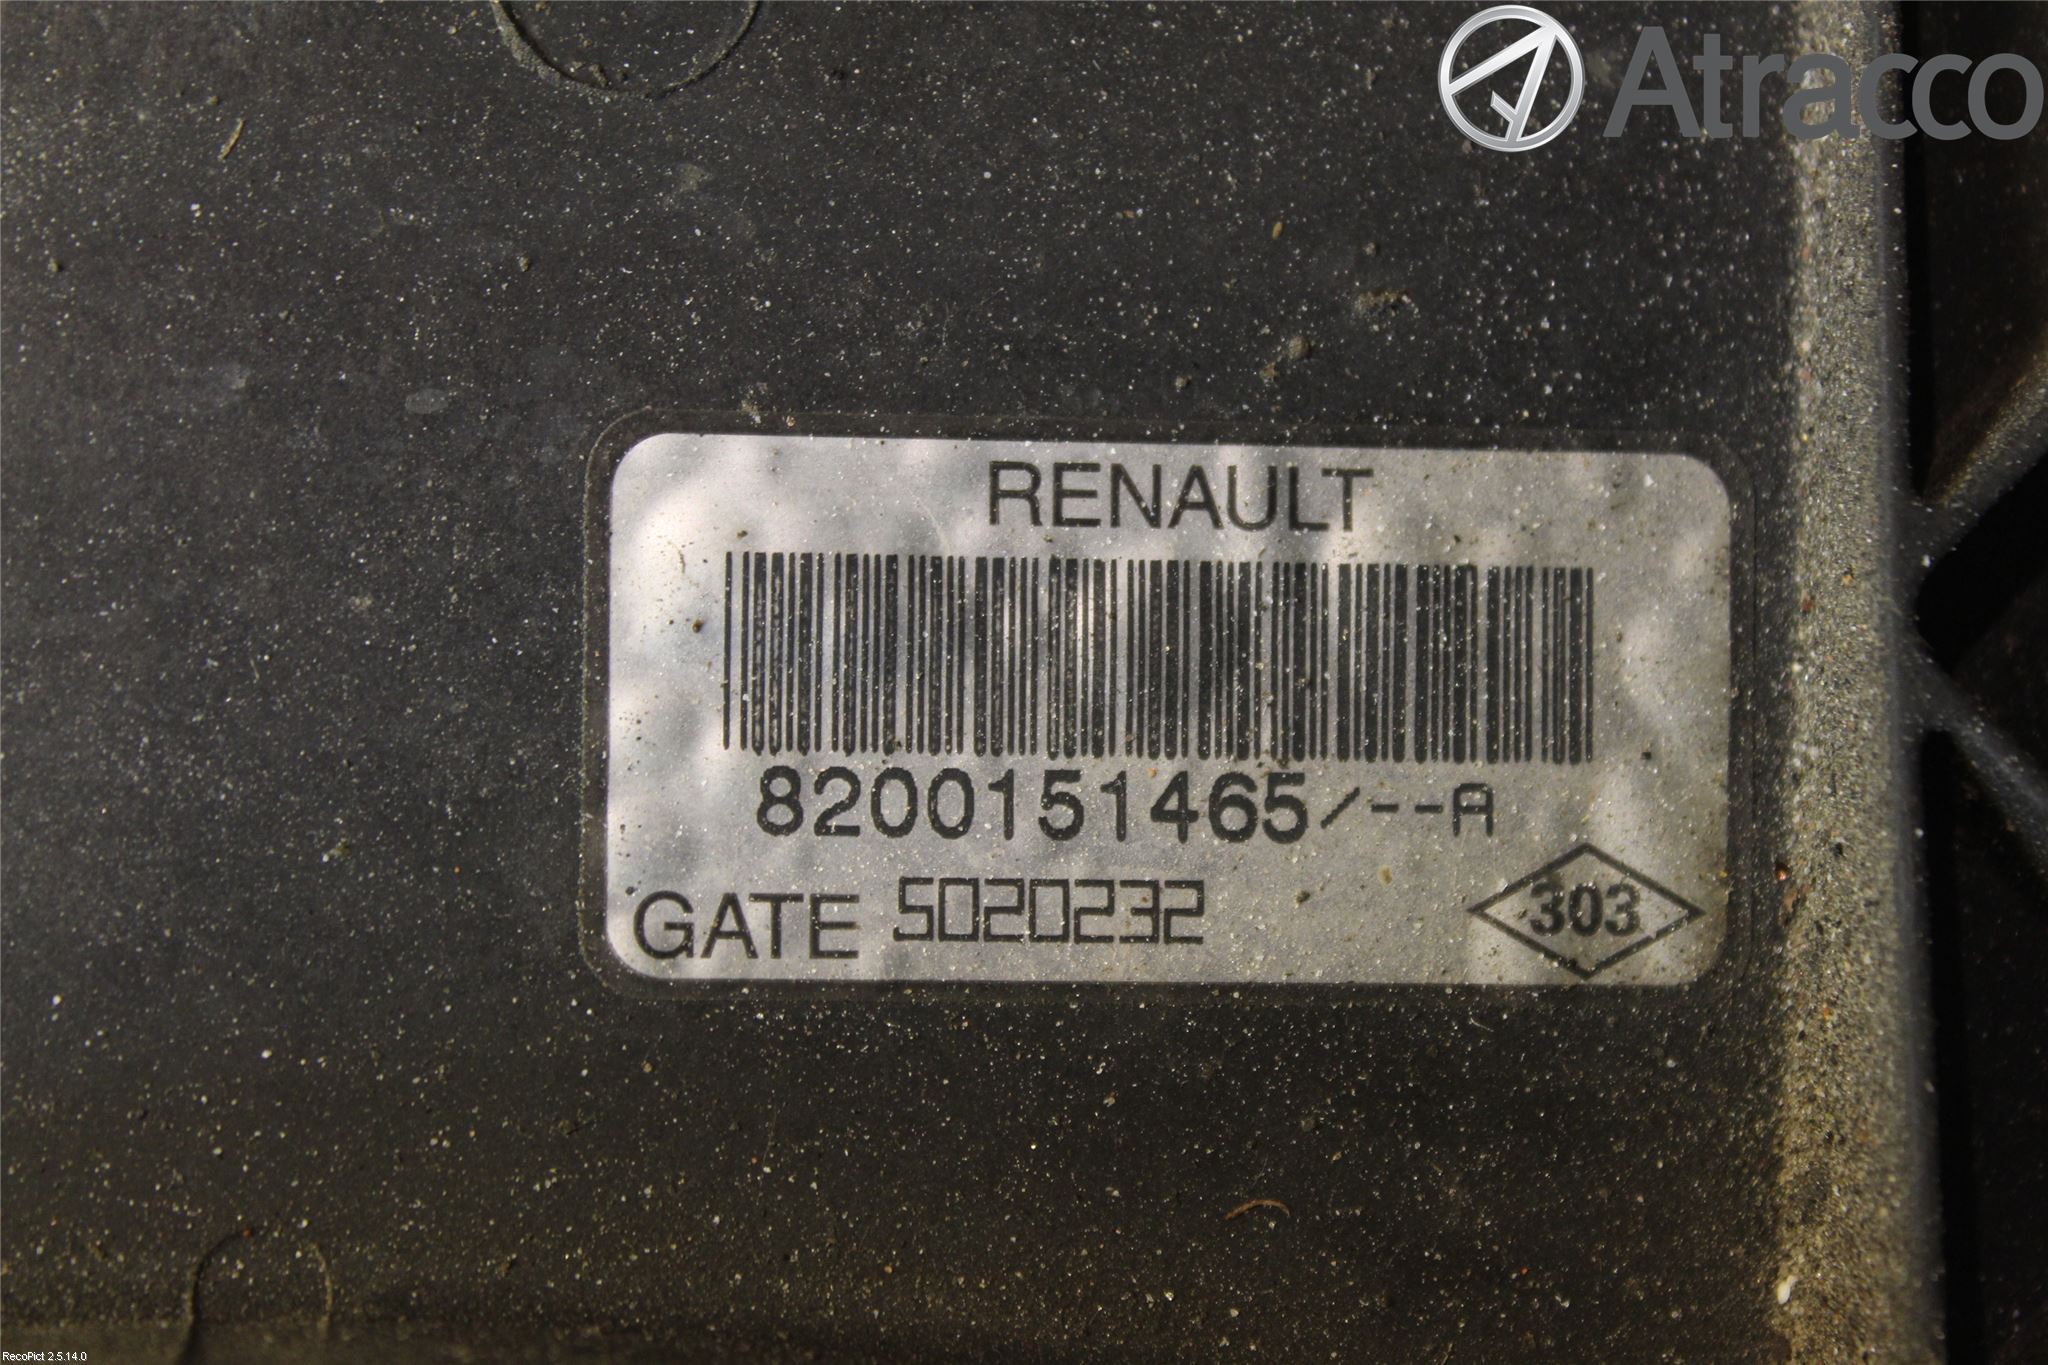 Atracco
RENAULT
8200151465/--A
GATE 5020232
303
RecoPict 2.5.14.0